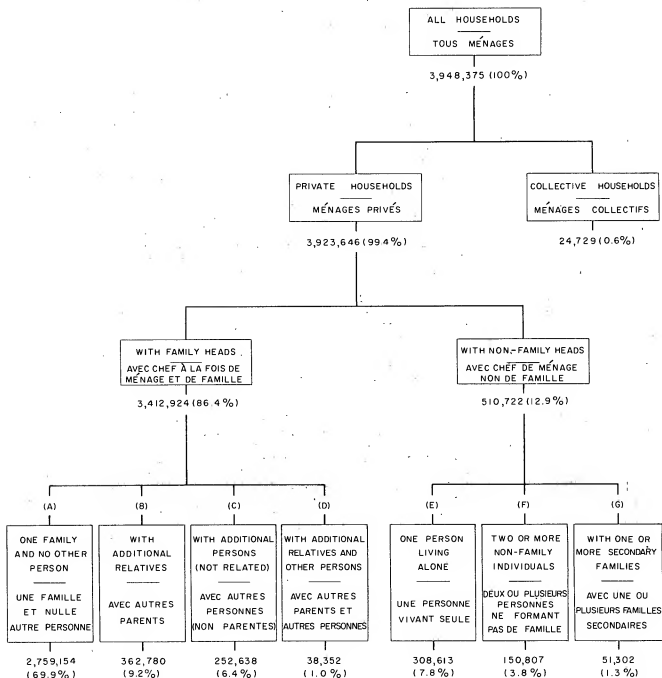 ALL HOUSEHOLDS
TOUS MÉNAGES
3,948,375 (100%)
PRIVATE HOUSEHOLDS
MÉNAGES PRIVÉS
3,923,646 (99.4%)
COLLECTIVE HOUSEHOLDS
MÉNAGES COLLECTIFS
24,729 (0.6%)
WITH FAMILY HEADS
AVEC CHEF À LA FOIS DE
MÉNAGE ET DE FAMILLE
3,412,924 (86.4%)
WITH NON-FAMILY HEADS
AVEC CHEF DE MÉNAGE
NON DE FAMILLE
510,722 (12.9%)
(A)
ONE FAMILY
AND NO OTHER
PERSON
UNE FAMILLE
ET NULLE
AUTRE PERSONNE
2,759,154
(69.9%)
(B)
WITH
ADDITIONAL
RELATIVES
AVEC AUTRES
PARENTS
362,780
(9.2%)
(C)
WITH ADDITIONAL
PERSONS
(NOT RELATED)
AVEC AUTRES
PERSONNES
(NON PARENTES)
252,638
(6.4%)
(D)
WITH ADDITIONAL
RELATIVES AND
OTHER PERSONS
AVEC AUTRES
PARENTS ET
AUTRES PERSONNES
38,352
(1.0%)
(E)
ONE PERSON
LIVING
ALONE
UNE PERSONNE
VIVANT SEULE
308,613
(7.8%)
(F)
TWO OR MORE
NON-FAMILY
INDIVIDUALS
DEUX OU PLUSIEURS
PERSONNES
NE FORMANT
PAS DE FAMILLE
150,807
(3.8%)
(G)
WITH ONE OR
MORE SECONDARY
FAMILIES
AVEC UNE OU
PLUSIEURS FAMILLES
SECONDAIRES
51,302
(1.3%)